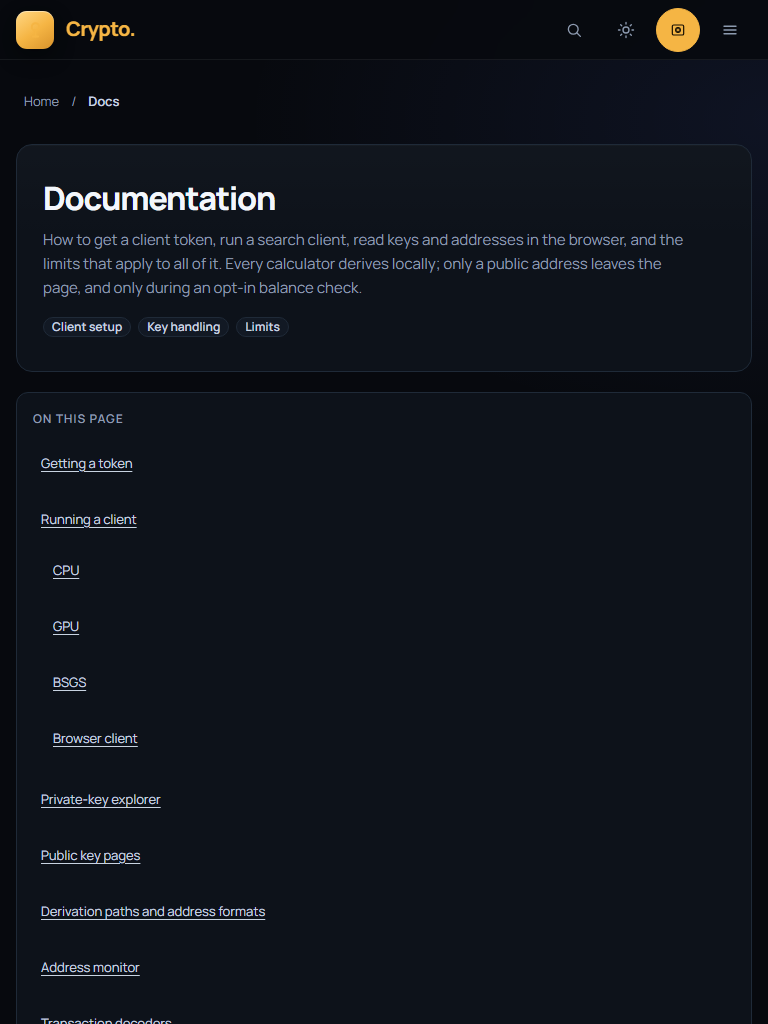 Crypto.
Home / Docs
Documentation
How to get a client token, run a search client, read keys and addresses in the browser, and the
limits that apply to all of it. Every calculator derives locally; only a public address leaves the
page, and only during an opt-in balance check.
Client setup Key handling Limits
ON THIS PAGE
Getting a token
Running a client
CPU
GPU
BSGS
Browser client
Private-key explorer
Public key pages
Derivation paths and address formats
Address monitor
Transaction decoders